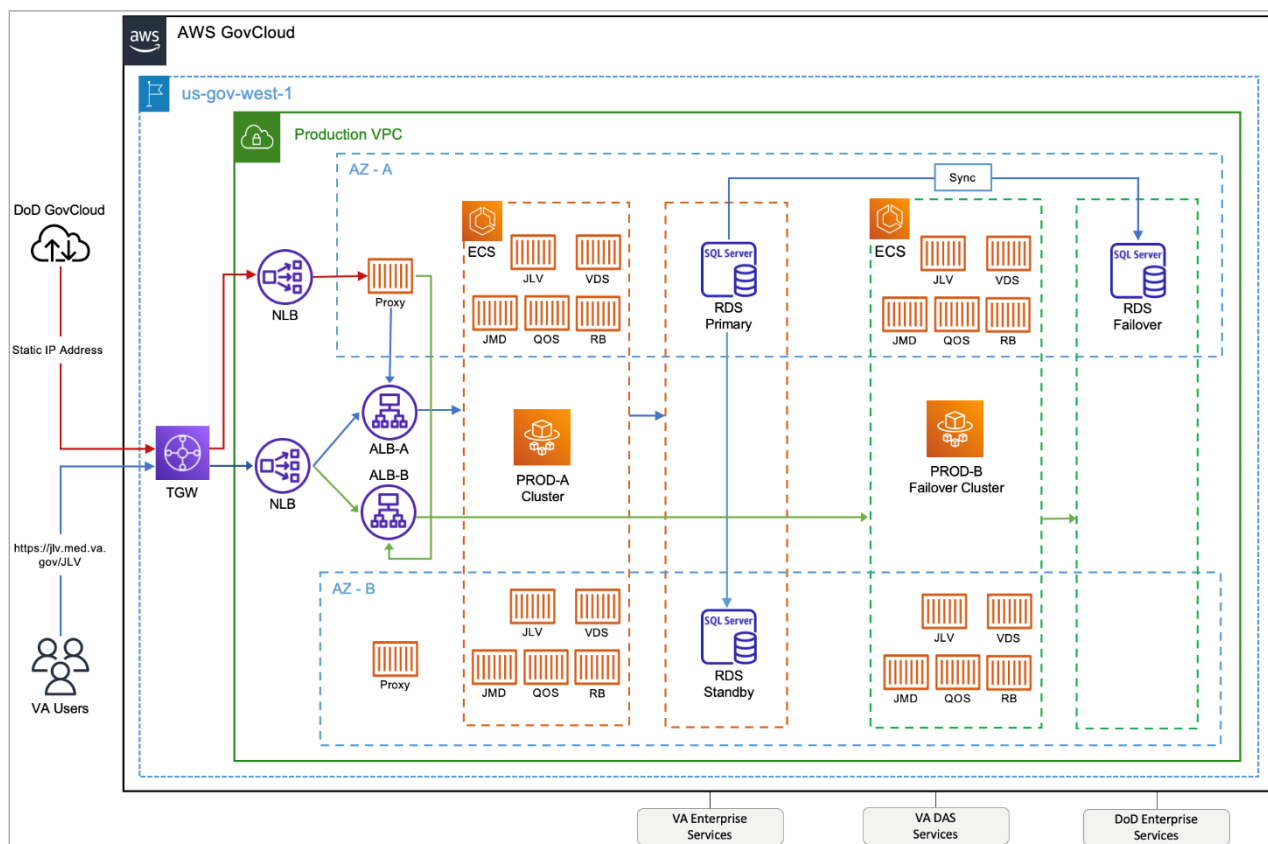 aws
AWS GovCloud
us-gov-west-1
Production VPC
AZ - A
Sync
DoD GovCloud
Static IP Address
TGW
https://jlv.med.va.
gov/JLV
VA Users
NLB
NLB
Proxy
ALB-A
ALB-B
ECS
JLV
VDS
JMD
QOS
RB
PROD-A
Cluster
SQL Server
RDS
Primary
ECS
JLV
VDS
JMD
QOS
RB
PROD-B
Failover Cluster
SQL Server
RDS
Failover
AZ - B
Proxy
JLV
VDS
JMD
QOS
RB
SQL Server
RDS
Standby
JLV
VDS
JMD
QOS
RB
VA Enterprise
Services
VA DAS
Services
DoD Enterprise
Services